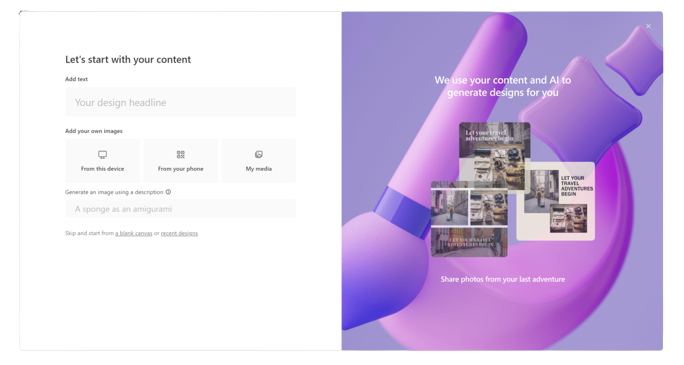 Let's start with your content
Add text
Your design headline
Add your own images
From this device
From your phone
My media
Generate an image using a description
A sponge as an amigurami
Skip and start from a blank canvas or recent designs
We use your content and AI to
generate designs for you
Let your travel
adventures begin
LET YOUR
TRAVEL
ADVENTURES
BEGIN
LET YOUR TRAVEL
ADVENTURES BEGIN
Share photos from your last adventure